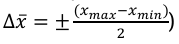 Δx̄ = ± (x_max − x_min) / 2 )